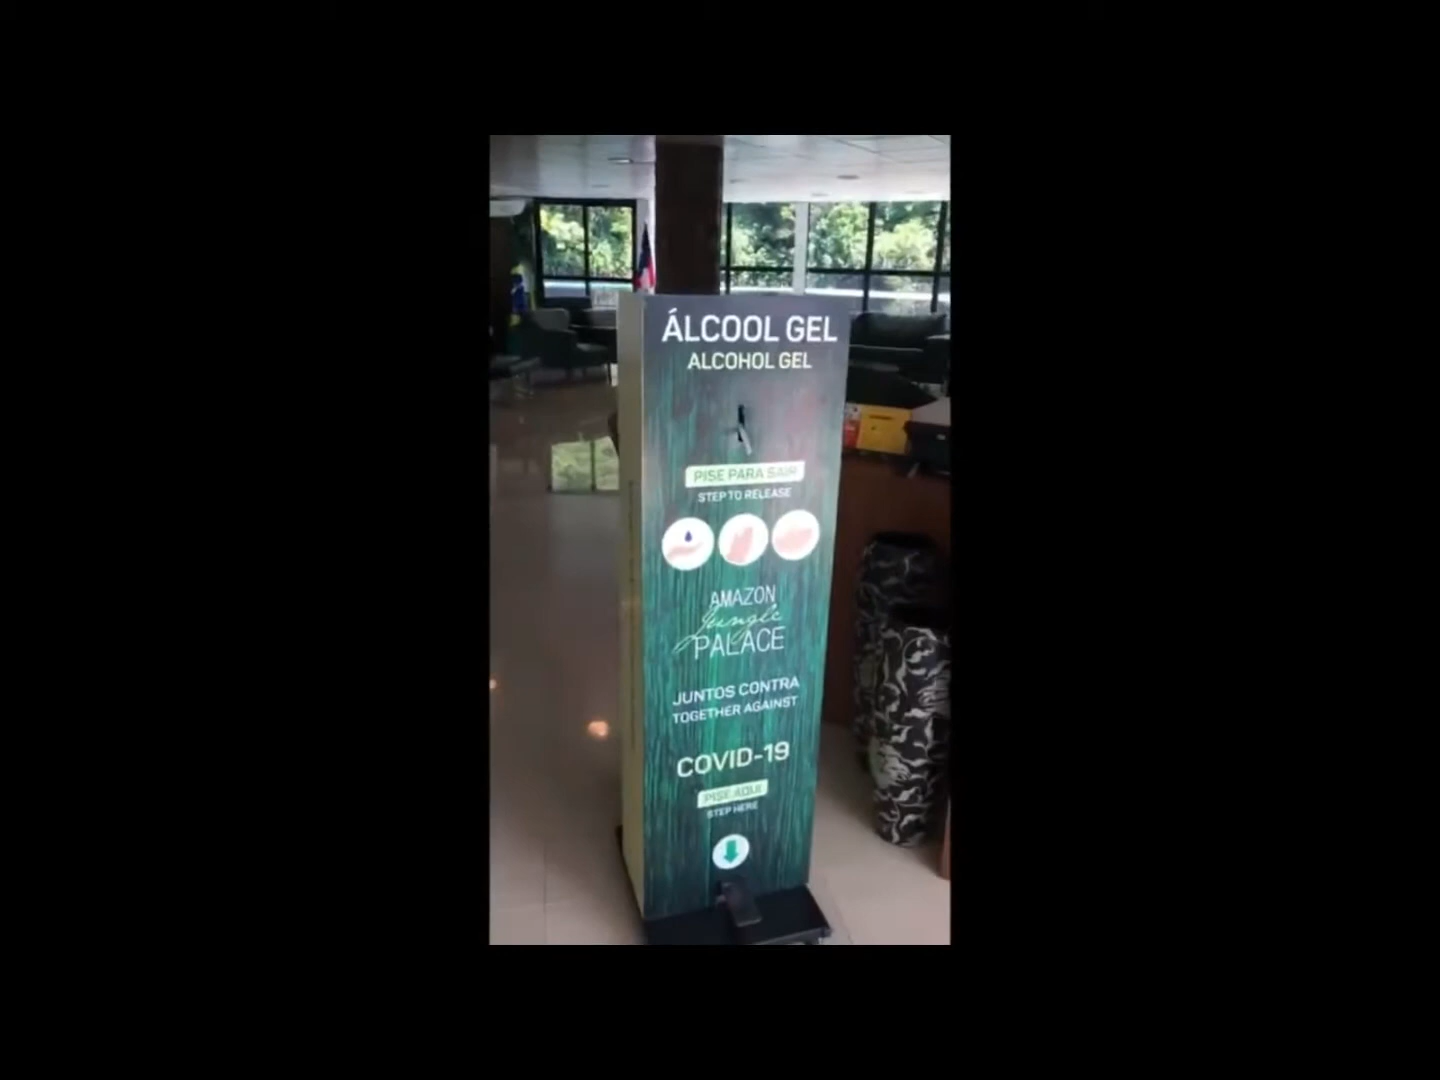 ÁLCOOL GEL
ALCOHOL GEL
PISE PARA SAIR
STEP TO RELEASE
AMAZON
Jungle
PALACE
JUNTOS CONTRA
TOGETHER AGAINST
COVID-19
PISE AQUI
STEP HERE